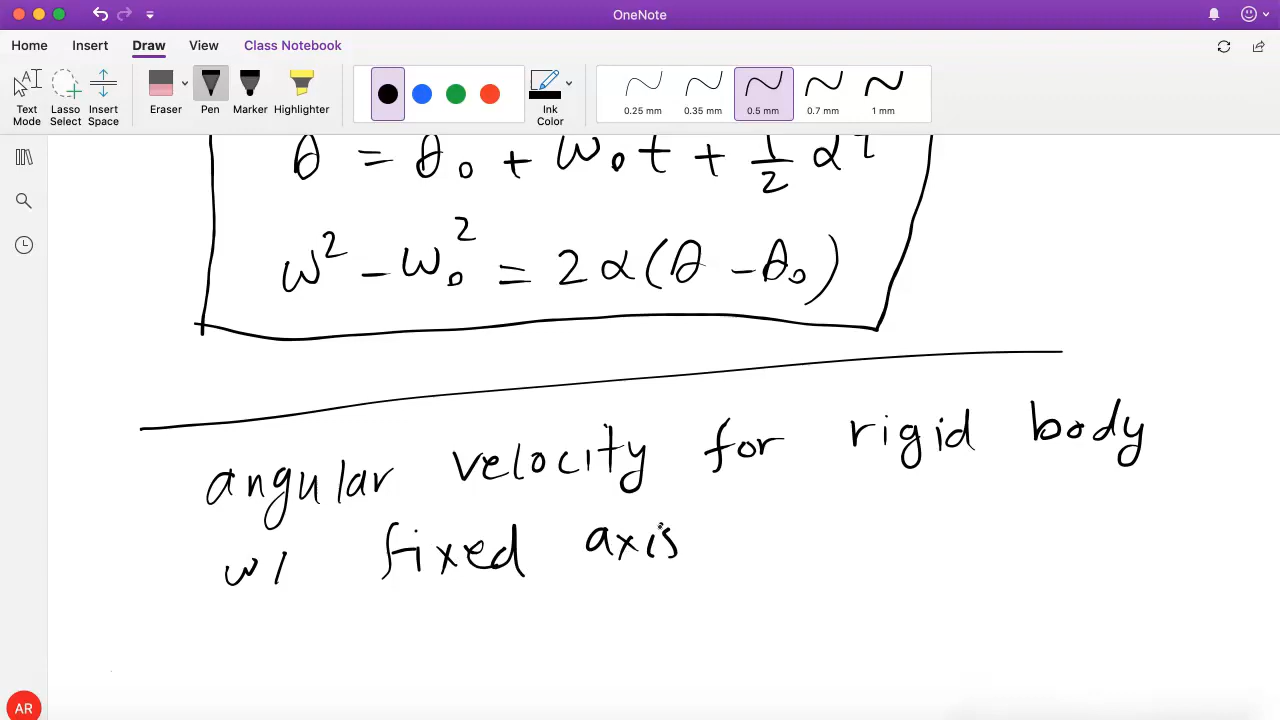 OneNote
Home Insert Draw View Class Notebook
Text Mode Lasso Select Insert Space Eraser Pen Marker Highlighter Ink Color 0.25 mm 0.35 mm 0.5 mm 0.7 mm 1 mm
θ = θ₀ + ω₀t + 1/2 αt
ω² - ω₀² = 2α(θ - θ₀)
angular velocity for rigid body
w/ fixed axis
AR